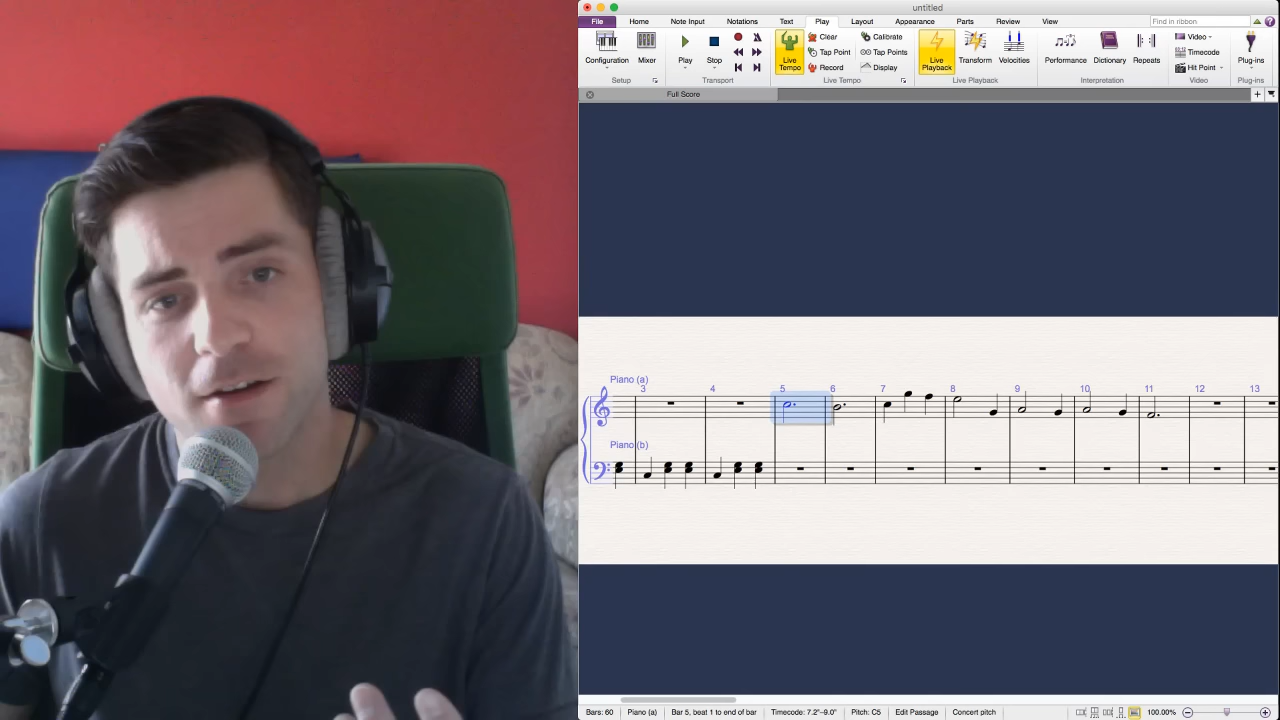 untitled
File Home Note Input Notations Text Play Layout Appearance Parts Review View Find in ribbon
Configuration Mixer Play Stop Live Tempo Clear Tap Point Record Calibrate Tap Points Display Live Playback Transform Velocities Performance Dictionary Repeats Video Timecode Hit Point Plug-ins
Setup Transport Live Tempo Live Playback Interpretation Video Plug-ins
Full Score
Piano (a)
3 4 5 6 7 8 9 10 11 12 13
Piano (b)
Bars: 60 Piano (a) Bar 5, beat 1 to end of bar Timecode: 7.2"–9.0" Pitch: C5 Edit Passage Concert pitch 100.00%